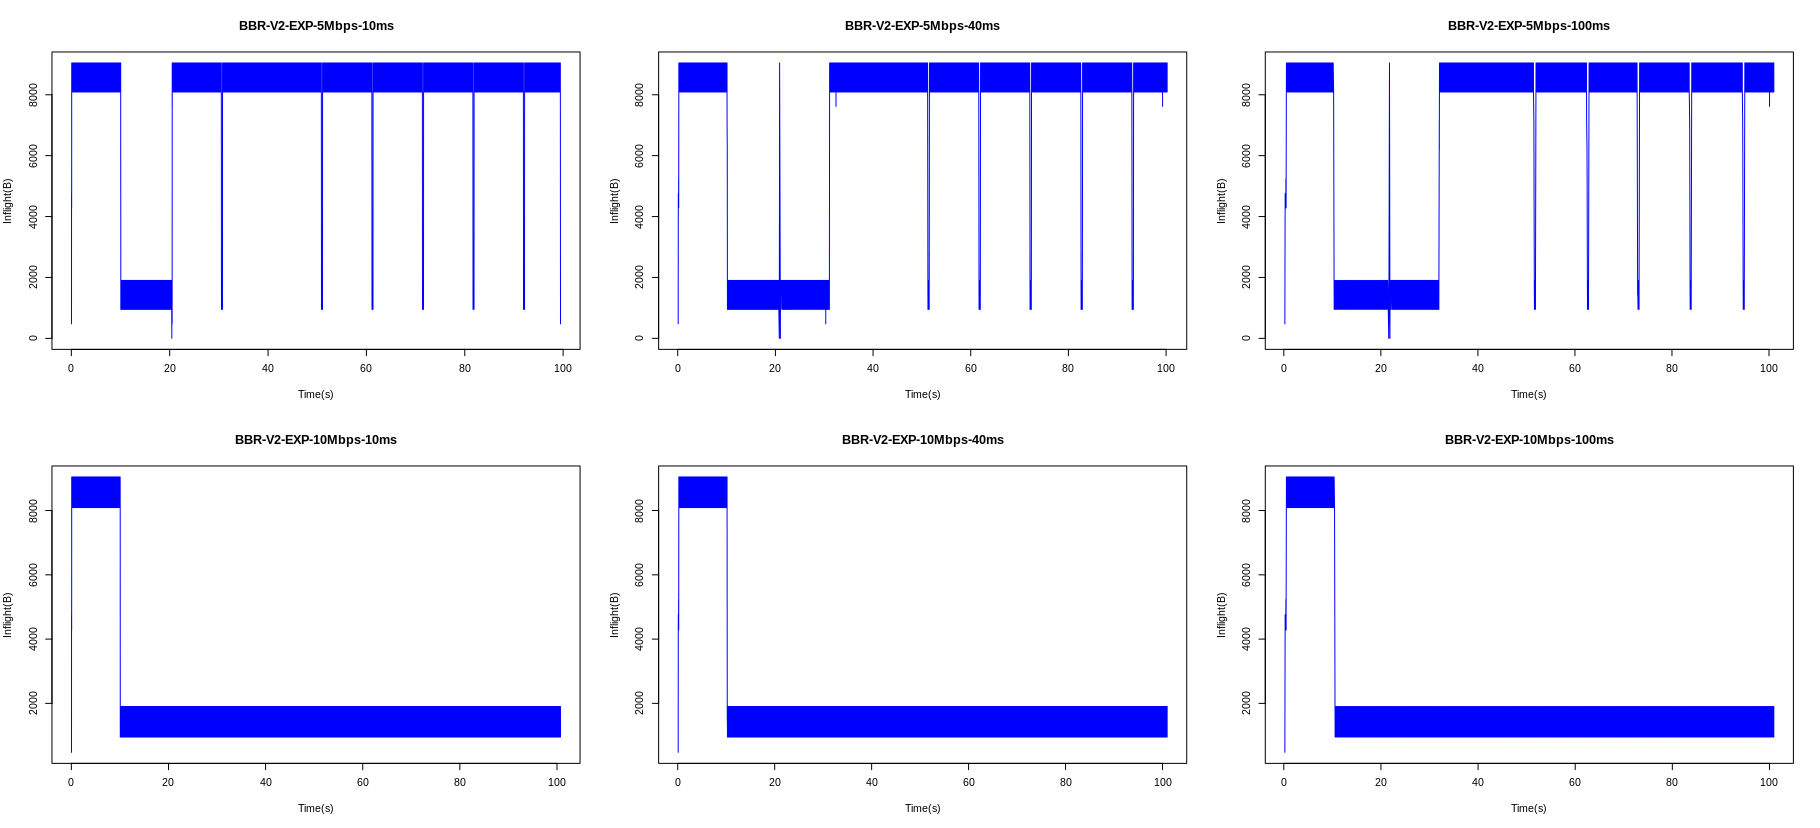 BBR-V2-EXP-5Mbps-10ms
Inflight(B)
8000
6000
4000
2000
0
0 20 40 60 80 100
Time(s)
BBR-V2-EXP-5Mbps-40ms
Inflight(B)
8000
6000
4000
2000
0
0 20 40 60 80 100
Time(s)
BBR-V2-EXP-5Mbps-100ms
Inflight(B)
8000
6000
4000
2000
0
0 20 40 60 80 100
Time(s)
BBR-V2-EXP-10Mbps-10ms
Inflight(B)
8000
6000
4000
2000
0 20 40 60 80 100
Time(s)
BBR-V2-EXP-10Mbps-40ms
Inflight(B)
8000
6000
4000
2000
0 20 40 60 80 100
Time(s)
BBR-V2-EXP-10Mbps-100ms
Inflight(B)
8000
6000
4000
2000
0 20 40 60 80 100
Time(s)